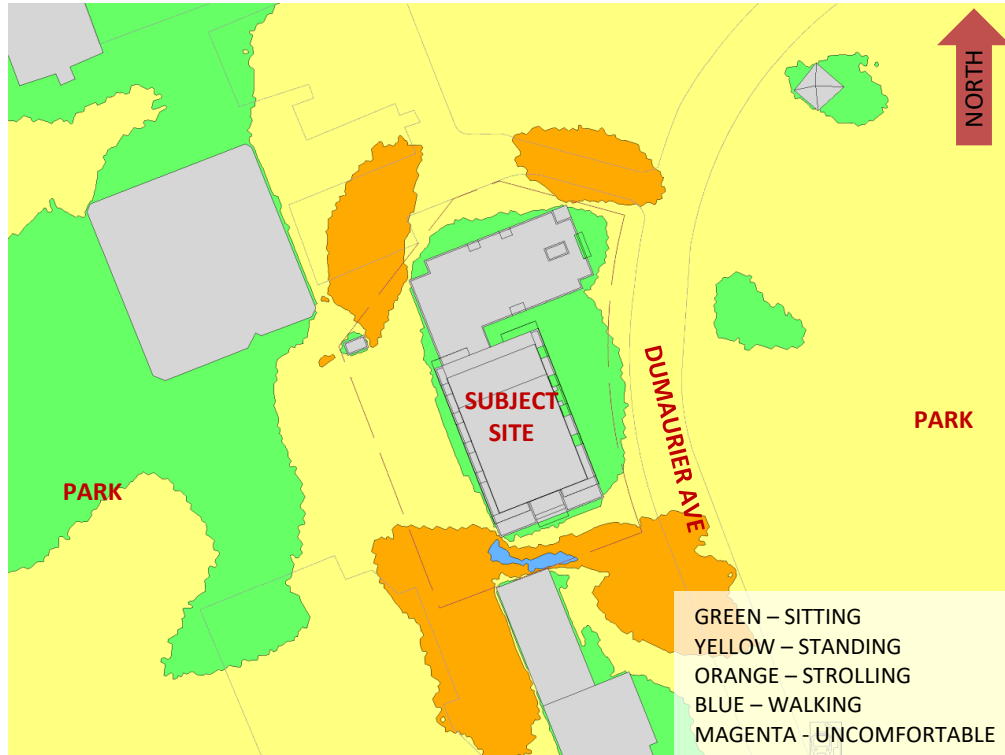 NORTH
SUBJECT
SITE
DUMAURIER AVE
PARK
PARK
GREEN – SITTING
YELLOW – STANDING
ORANGE – STROLLING
BLUE – WALKING
MAGENTA - UNCOMFORTABLE